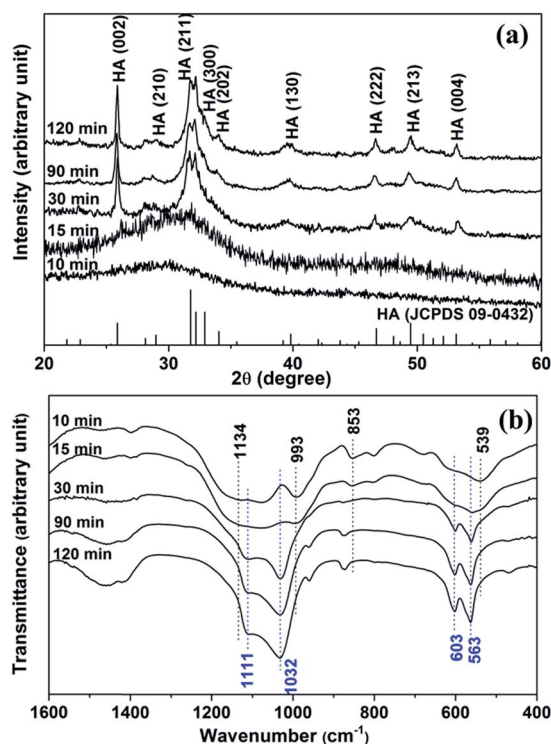 (a)
HA (002)
HA (210)
HA (211)
HA (300)
HA (202)
HA (130)
HA (222)
HA (213)
HA (004)
120 min
90 min
30 min
15 min
10 min
HA (JCPDS 09-0432)
Intensity (arbitrary unit)
20 30 40 50 60
2θ (degree)
(b)
10 min
15 min
30 min
90 min
120 min
1134
993
853
539
1111
1032
603
563
Transmittance (arbitrary unit)
1600 1400 1200 1000 800 600 400
Wavenumber (cm-1)